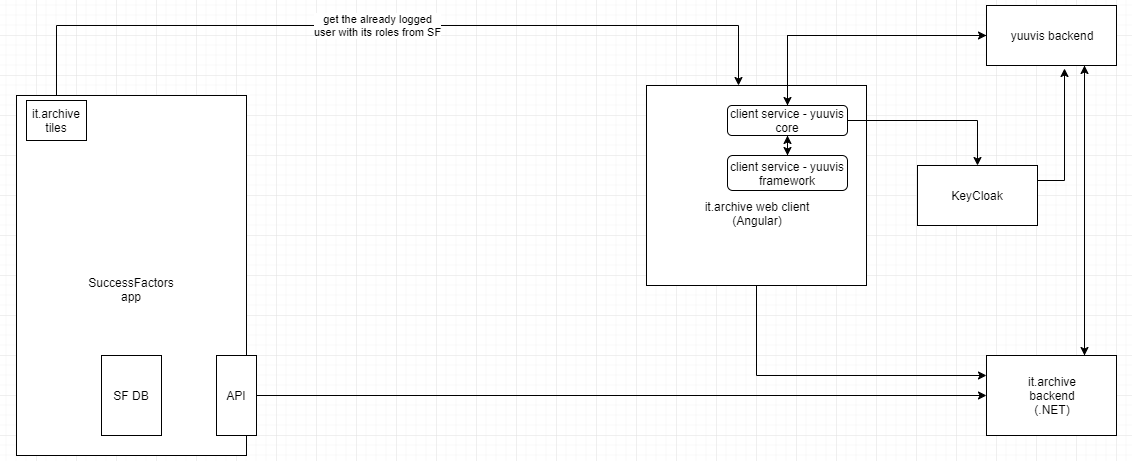 get the already logged
user with its roles from SF
yuuvis backend
it.archive
tiles
client service - yuuvis
core
client service - yuuvis
framework
it.archive web client
(Angular)
KeyCloak
SuccessFactors
app
SF DB
API
it.archive
backend
(.NET)